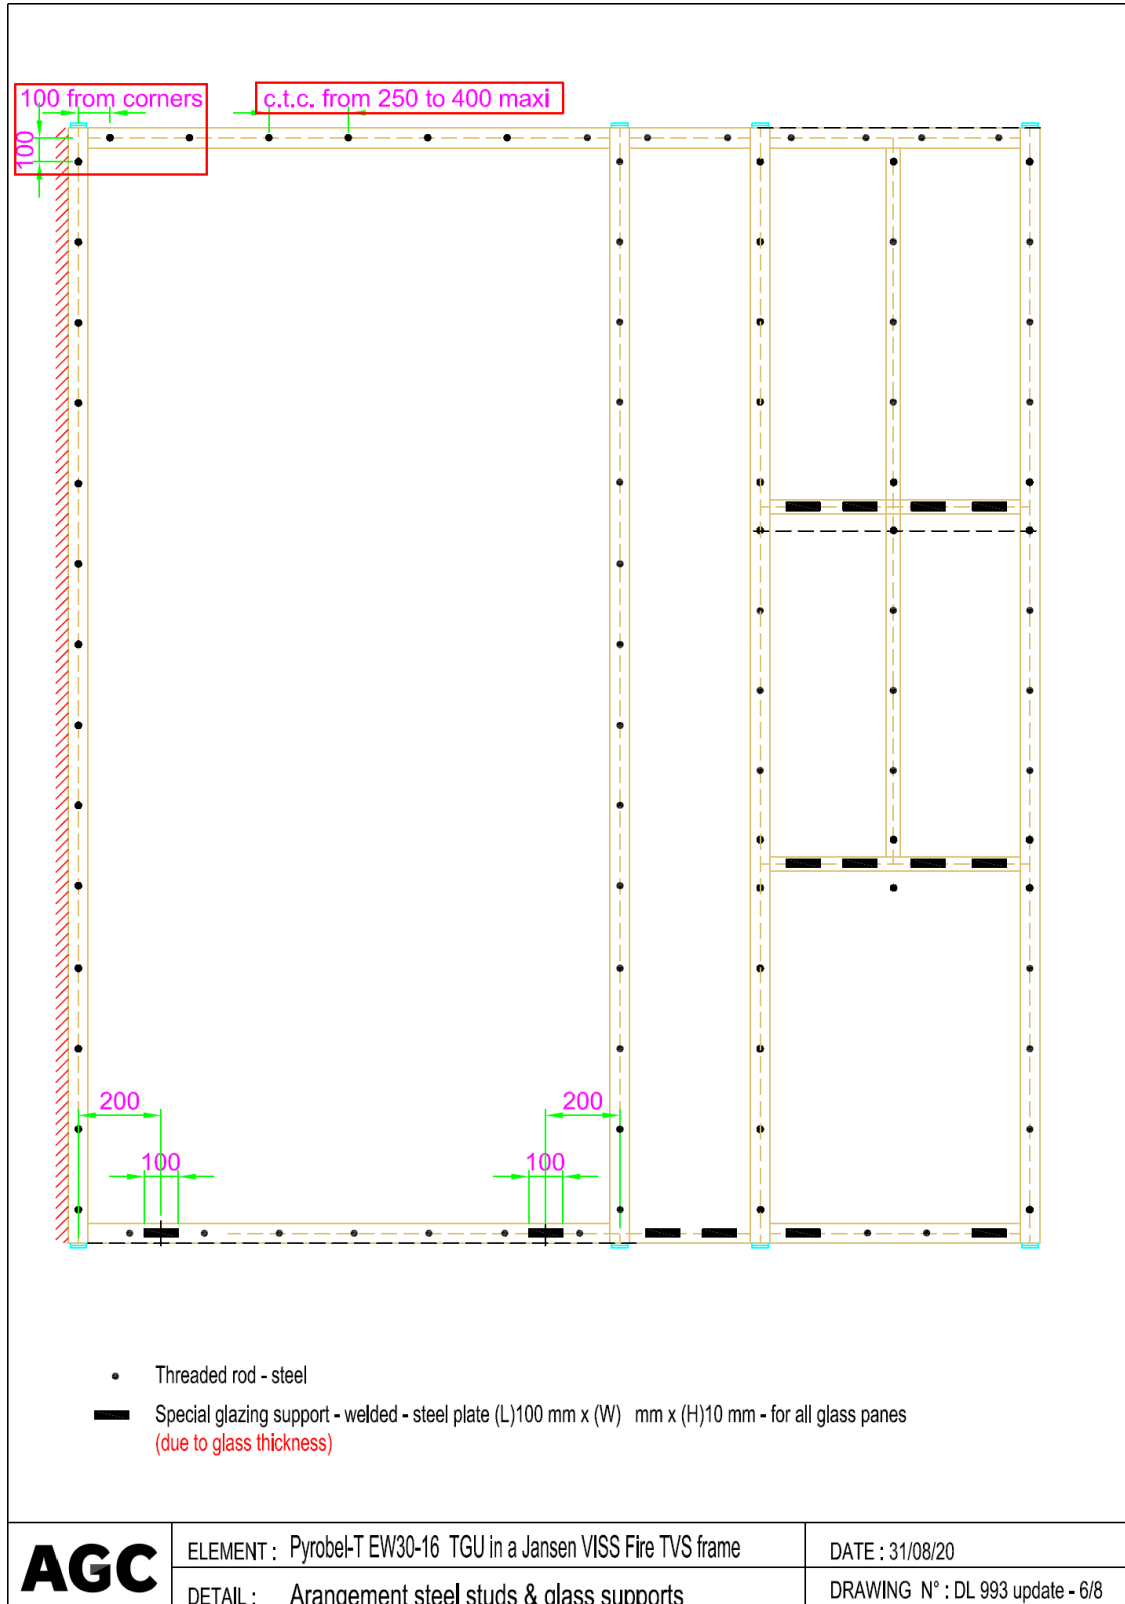 100 from corners
c.t.c. from 250 to 400 maxi
100
200
200
100
100
Threaded rod - steel
Special glazing support - welded - steel plate (L)100 mm x (W) mm x (H)10 mm - for all glass panes
(due to glass thickness)
AGC
ELEMENT : Pyrobel-T EW30-16 TGU in a Jansen VISS Fire TVS frame
DATE : 31/08/20
DETAIL : Arangement steel studs & glass supports
DRAWING N° : DL 993 update - 6/8